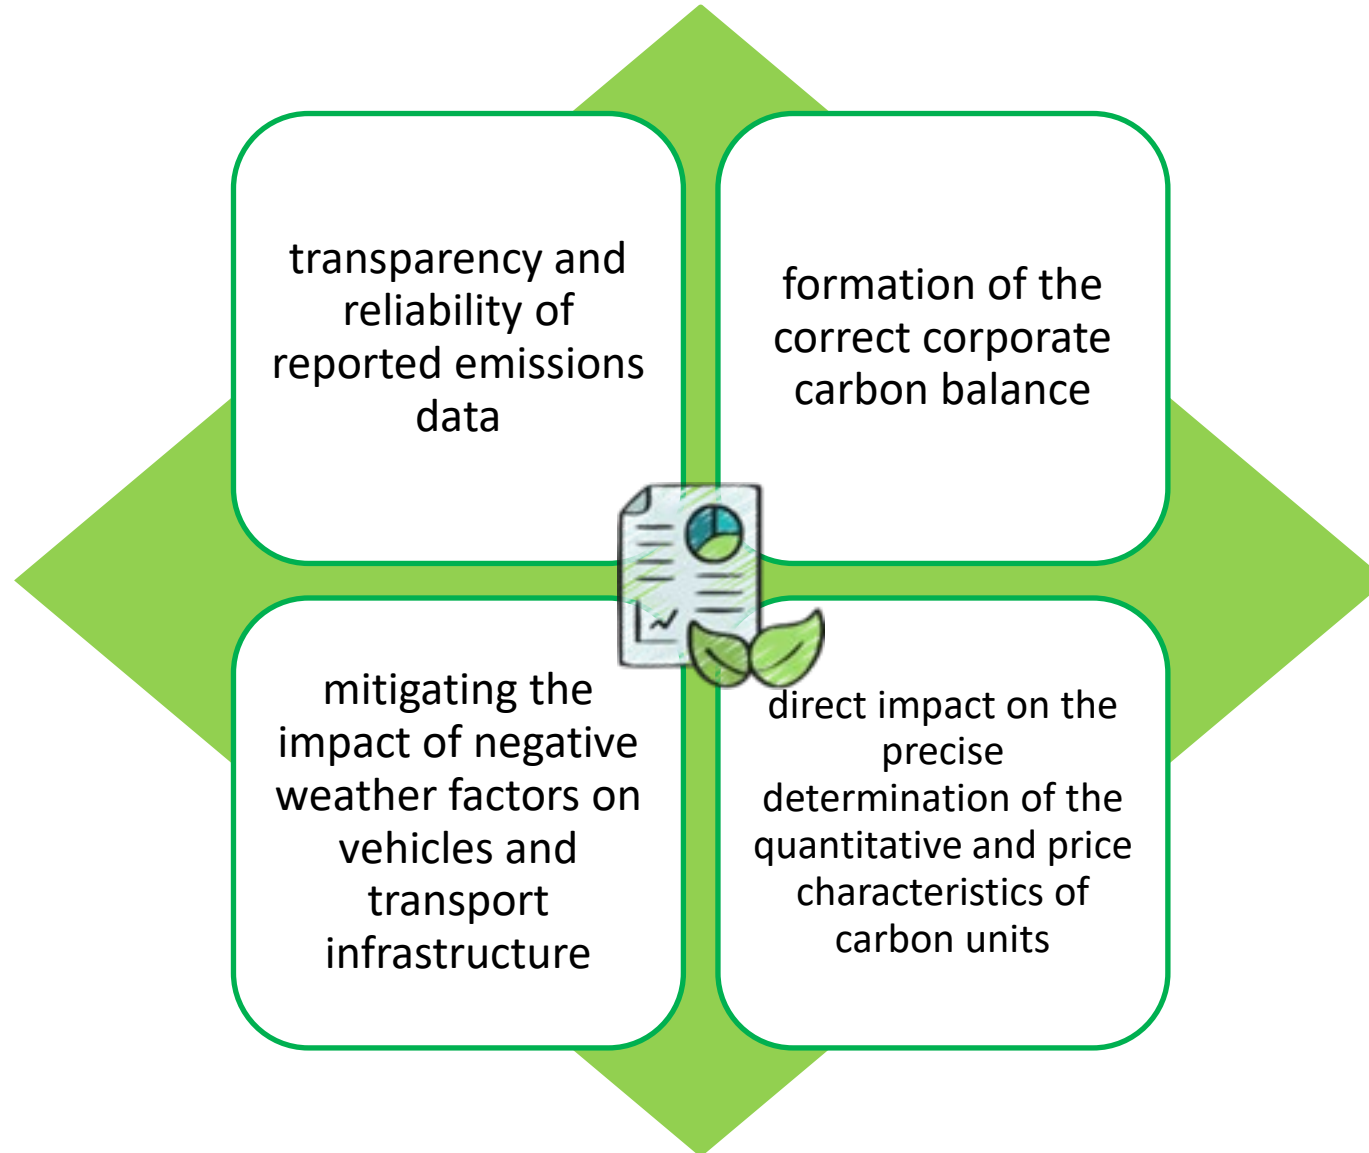 transparency and
reliability of
reported emissions
data
formation of the
correct corporate
carbon balance
mitigating the
impact of negative
weather factors on
vehicles and
transport
infrastructure
direct impact on the
precise
determination of the
quantitative and price
characteristics of
carbon units